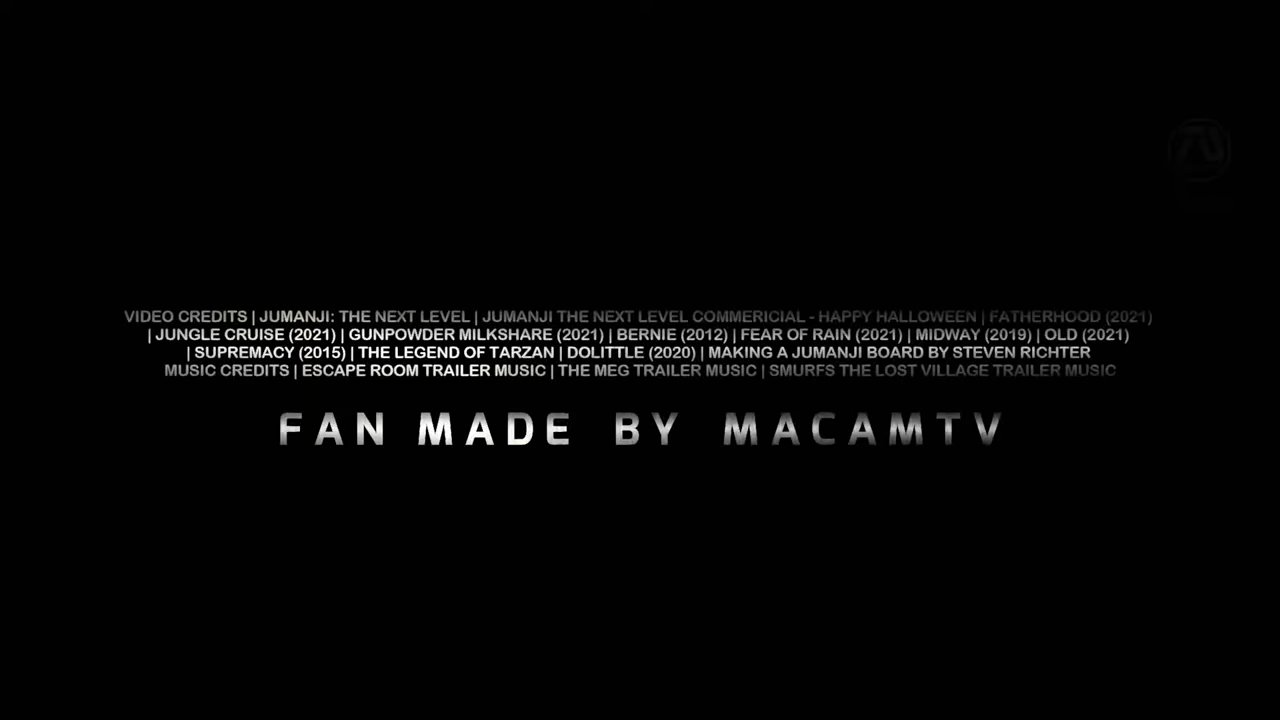 VIDEO CREDITS | JUMANJI: THE NEXT LEVEL | JUMANJI THE NEXT LEVEL COMMERICIAL - HAPPY HALLOWEEN | FATHERHOOD (2021)
| JUNGLE CRUISE (2021) | GUNPOWDER MILKSHARE (2021) | BERNIE (2012) | FEAR OF RAIN (2021) | MIDWAY (2019) | OLD (2021)
| SUPREMACY (2015) | THE LEGEND OF TARZAN | DOLITTLE (2020) | MAKING A JUMANJI BOARD BY STEVEN RICHTER
MUSIC CREDITS | ESCAPE ROOM TRAILER MUSIC | THE MEG TRAILER MUSIC | SMURFS THE LOST VILLAGE TRAILER MUSIC
FAN MADE BY MACAMTV